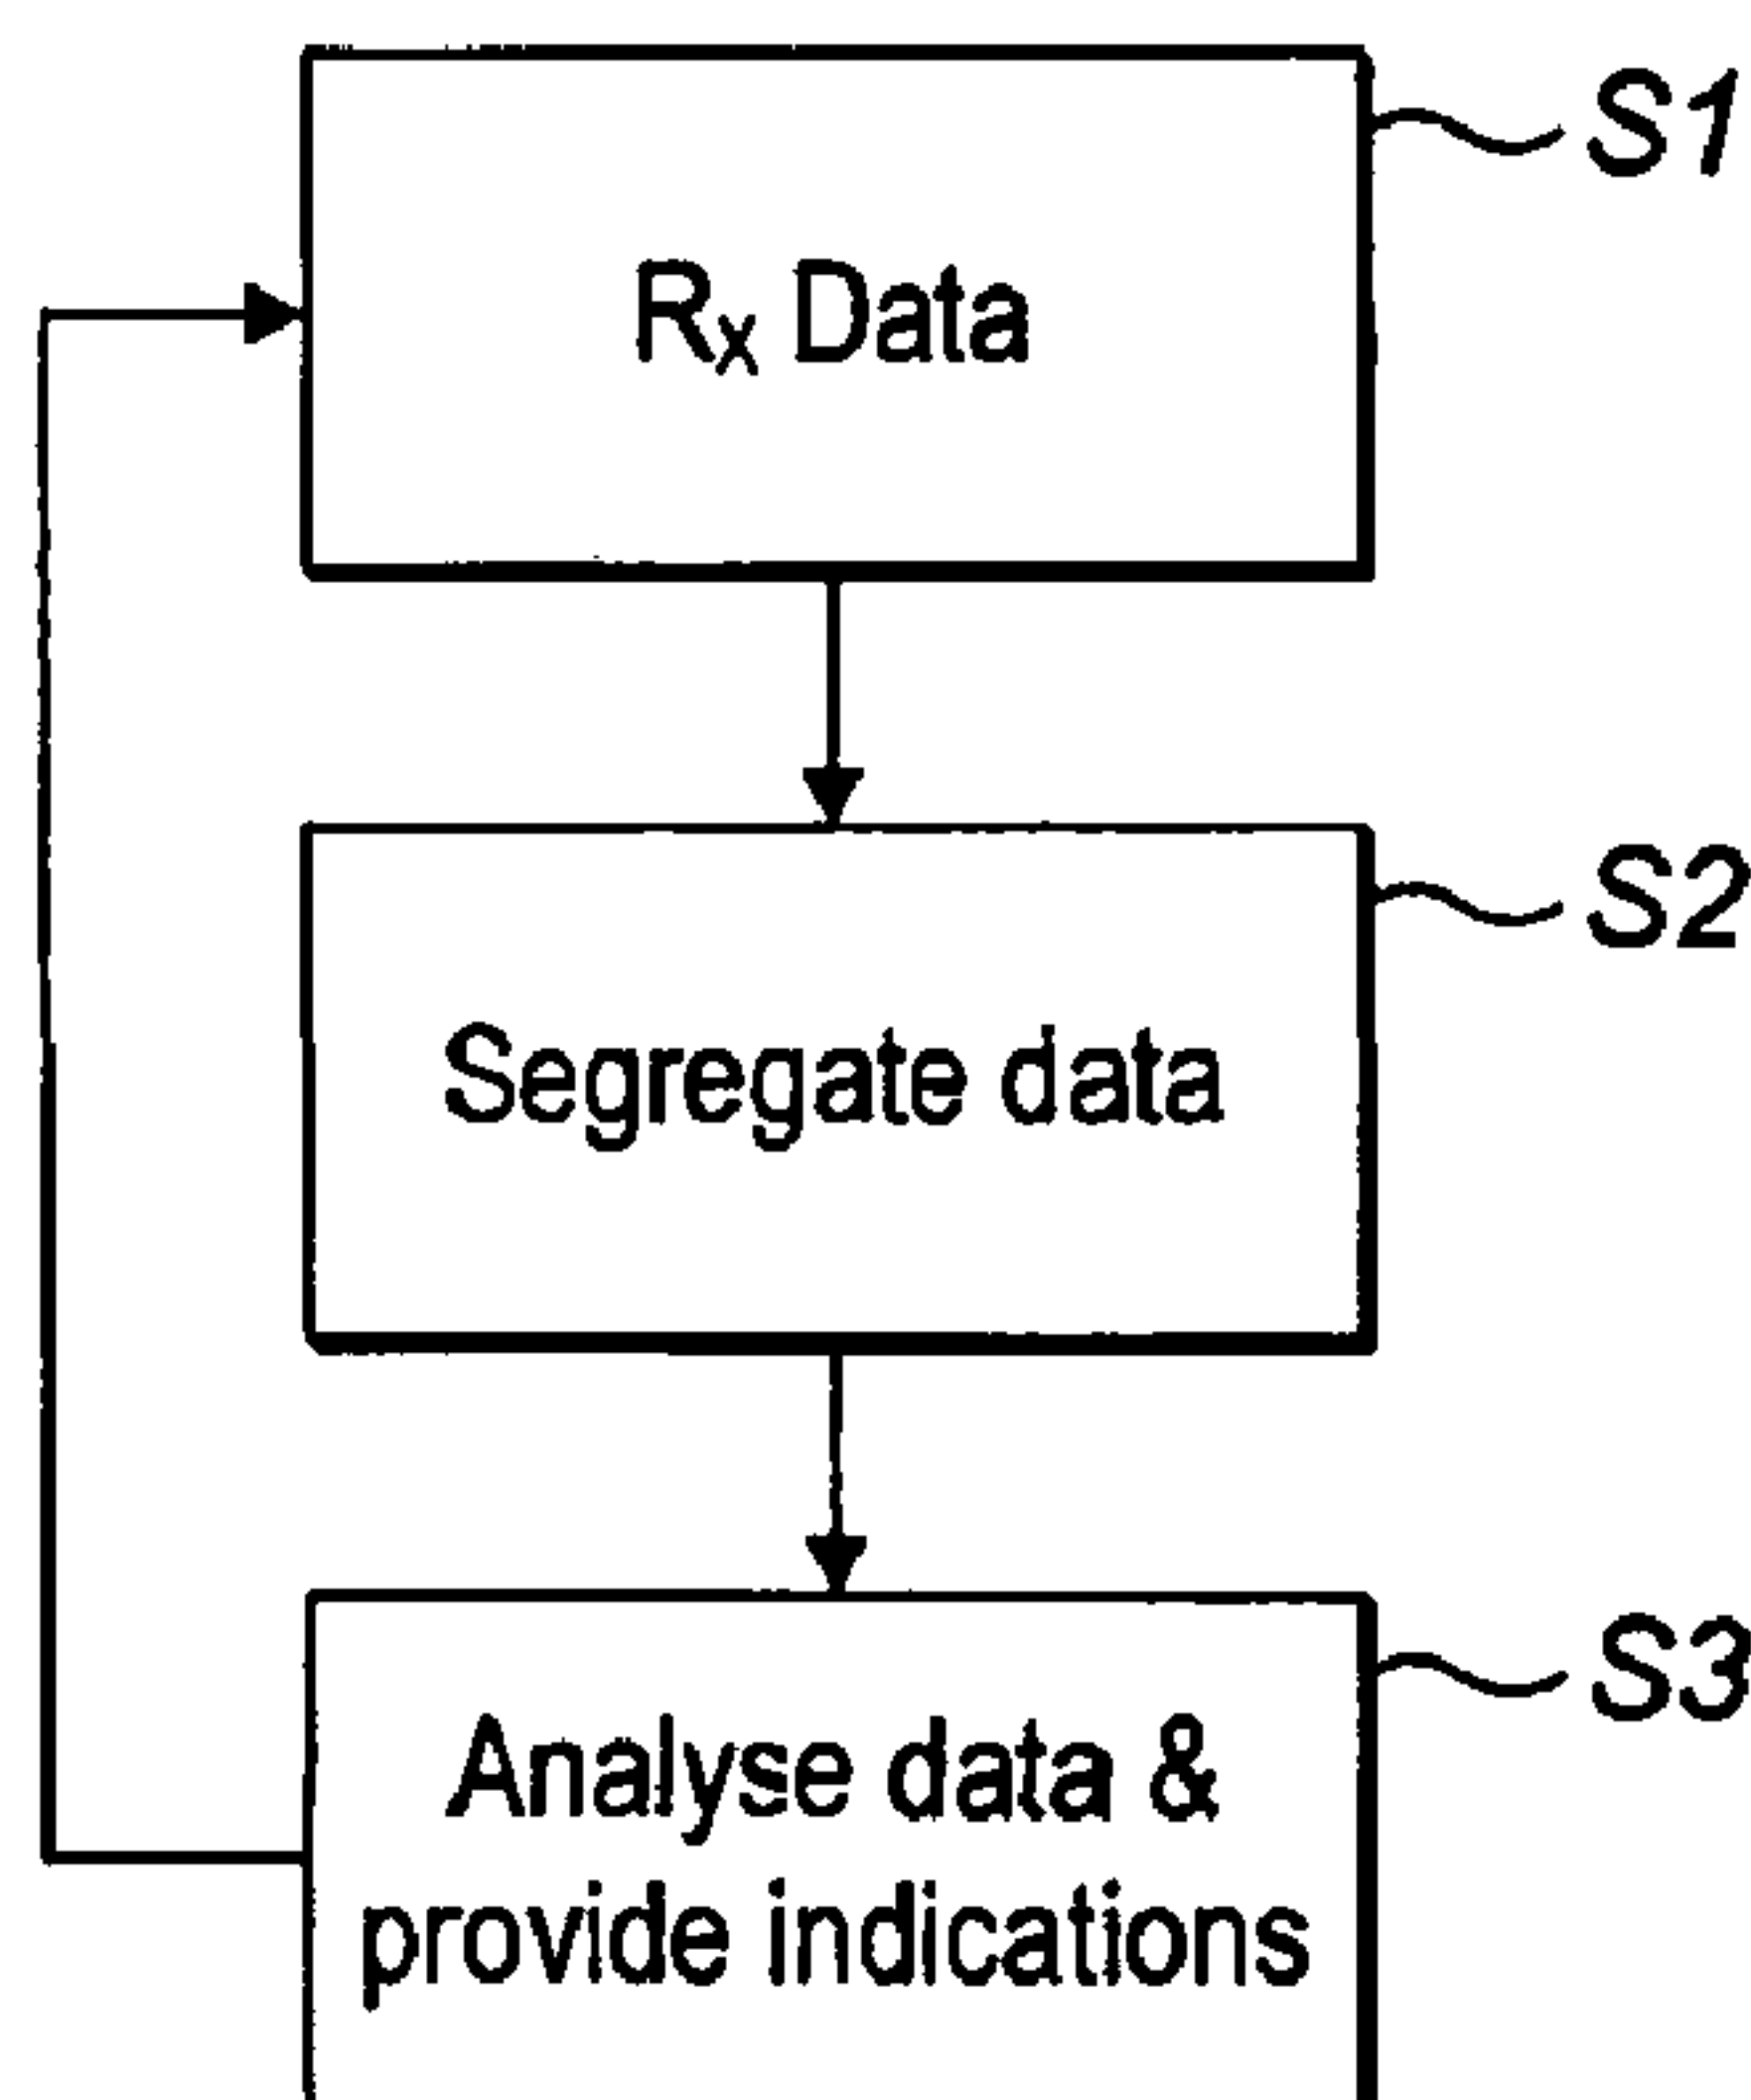 Rx Data
S1
Segregate data
S2
Analyse data &
provide indications
S3